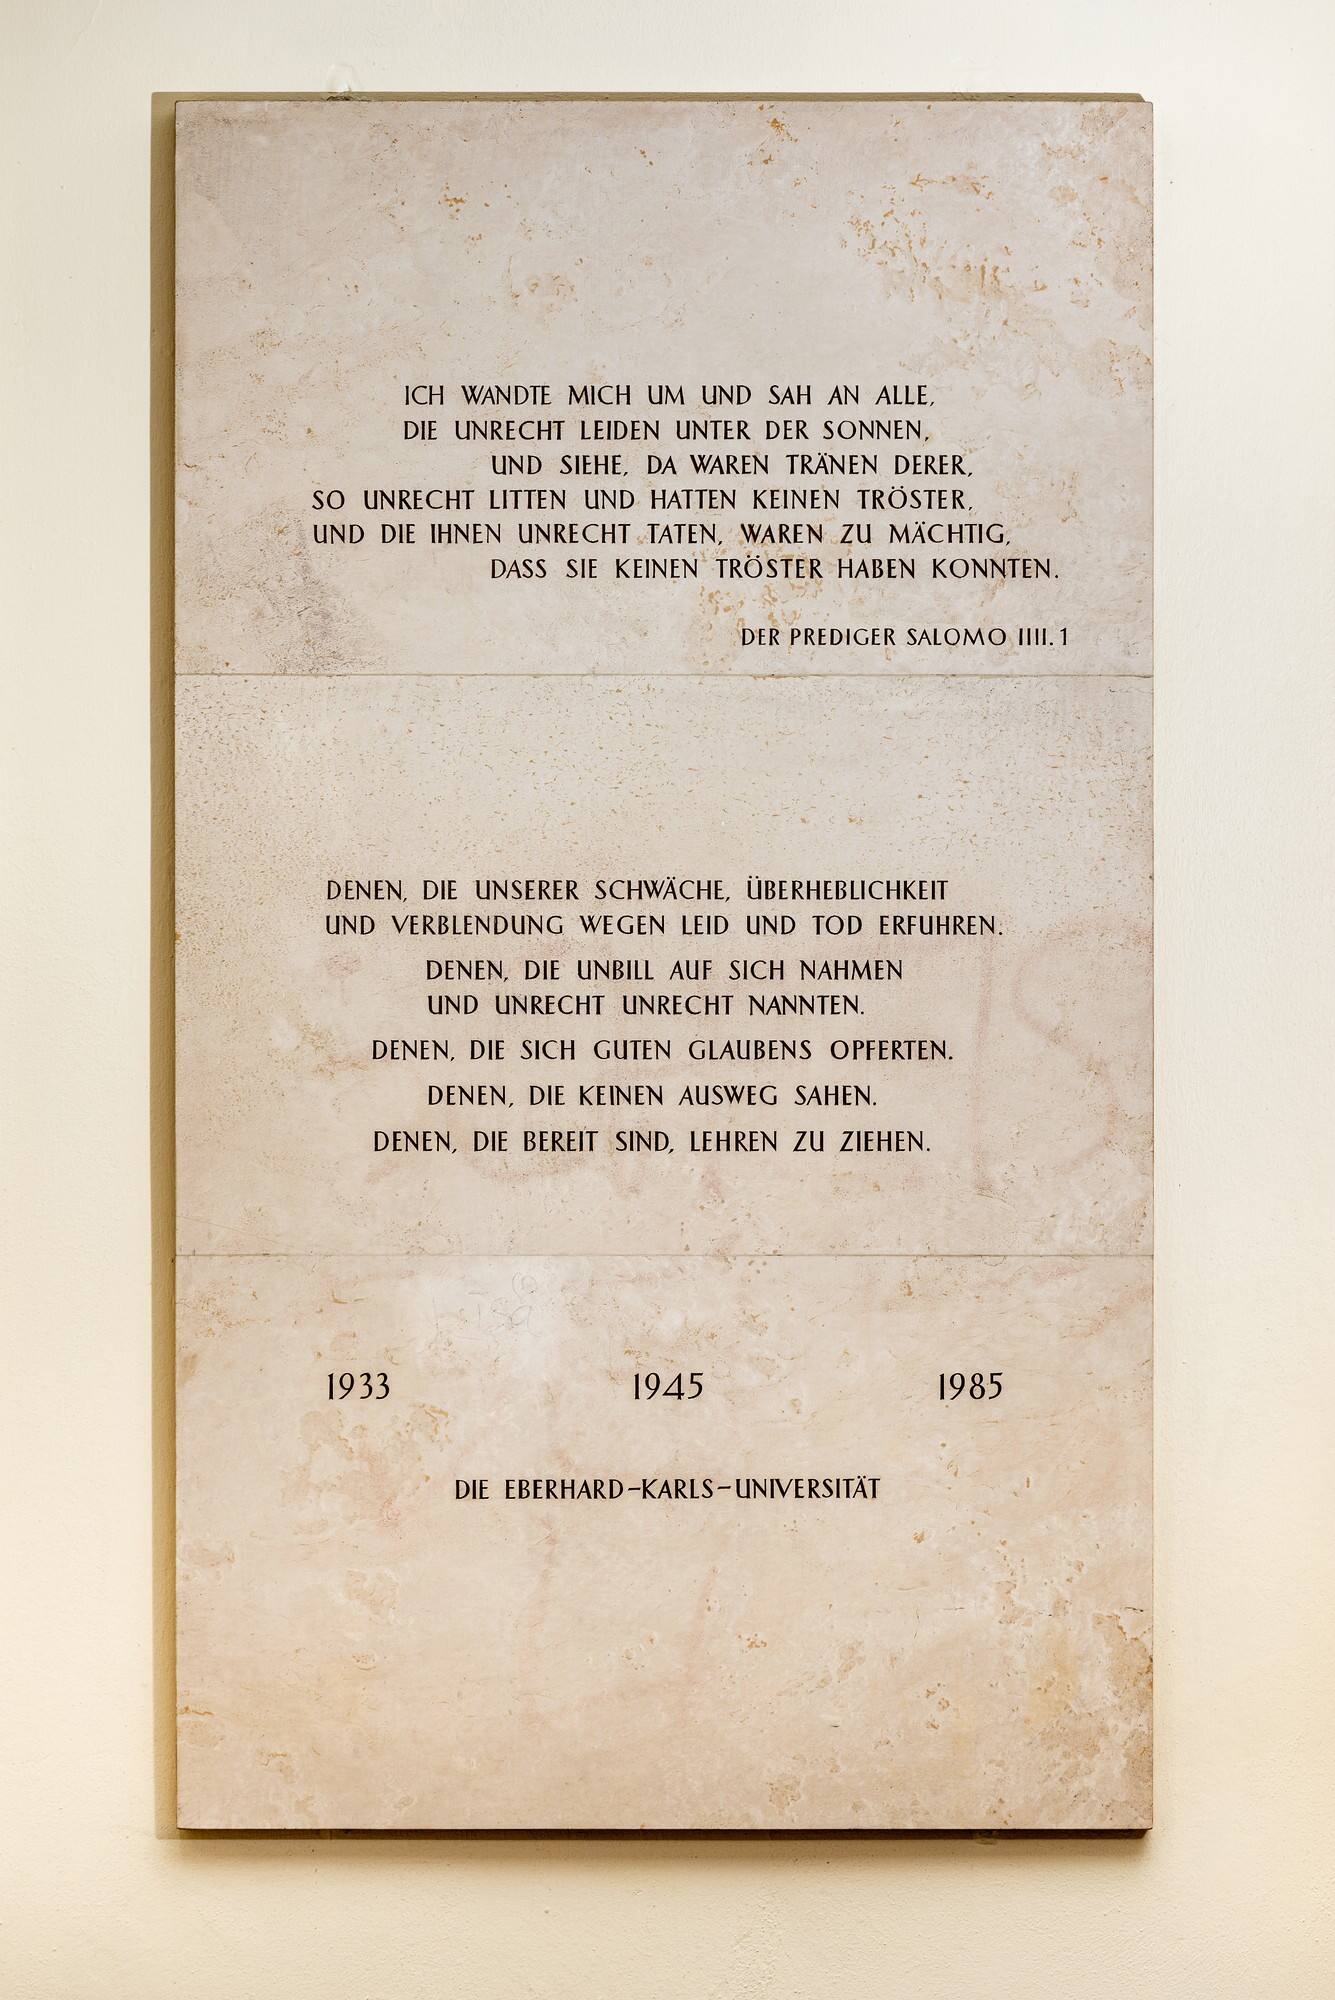 ICH WANDTE MICH UM UND SAH AN ALLE,
DIE UNRECHT LEIDEN UNTER DER SONNEN,
UND SIEHE, DA WAREN TRÄNEN DERER,
SO UNRECHT LITTEN UND HATTEN KEINEN TRÖSTER,
UND DIE IHNEN UNRECHT TATEN, WAREN ZU MÄCHTIG,
DASS SIE KEINEN TRÖSTER HABEN KONNTEN.
DER PREDIGER SALOMO IIII.1
DENEN, DIE UNSERER SCHWÄCHE, ÜBERHEBLICHKEIT
UND VERBLENDUNG WEGEN LEID UND TOD ERFUHREN.
DENEN, DIE UNBILL AUF SICH NAHMEN
UND UNRECHT UNRECHT NANNTEN.
DENEN, DIE SICH GUTEN GLAUBENS OPFERTEN.
DENEN, DIE KEINEN AUSWEG SAHEN.
DENEN, DIE BEREIT SIND, LEHREN ZU ZIEHEN.
1933 1945 1985
DIE EBERHARD-KARLS-UNIVERSITÄT